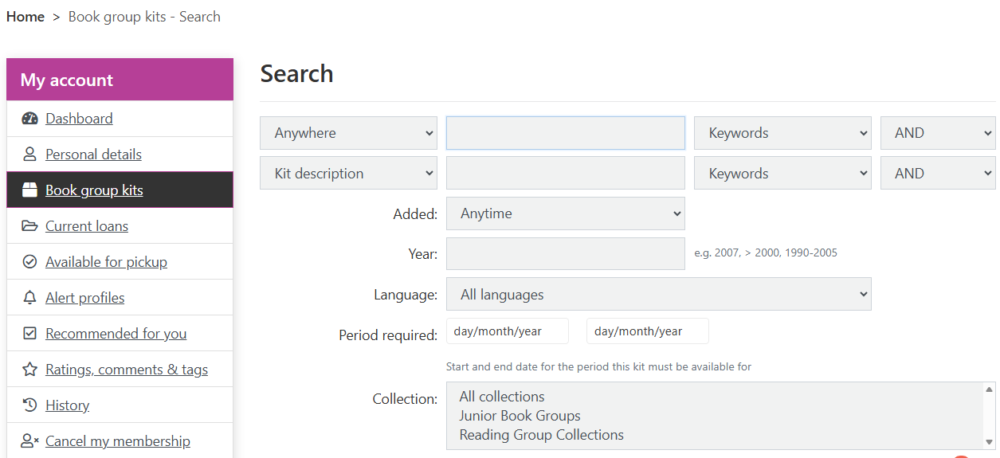 Home > Book group kits - Search
My account
Dashboard
Personal details
Book group kits
Current loans
Available for pickup
Alert profiles
Recommended for you
Ratings, comments & tags
History
Cancel my membership
Search
Anywhere Keywords AND
Kit description Keywords AND
Added: Anytime
Year: e.g. 2007, > 2000, 1990-2005
Language: All languages
Period required: day/month/year day/month/year
Start and end date for the period this kit must be available for
Collection: All collections
Junior Book Groups
Reading Group Collections